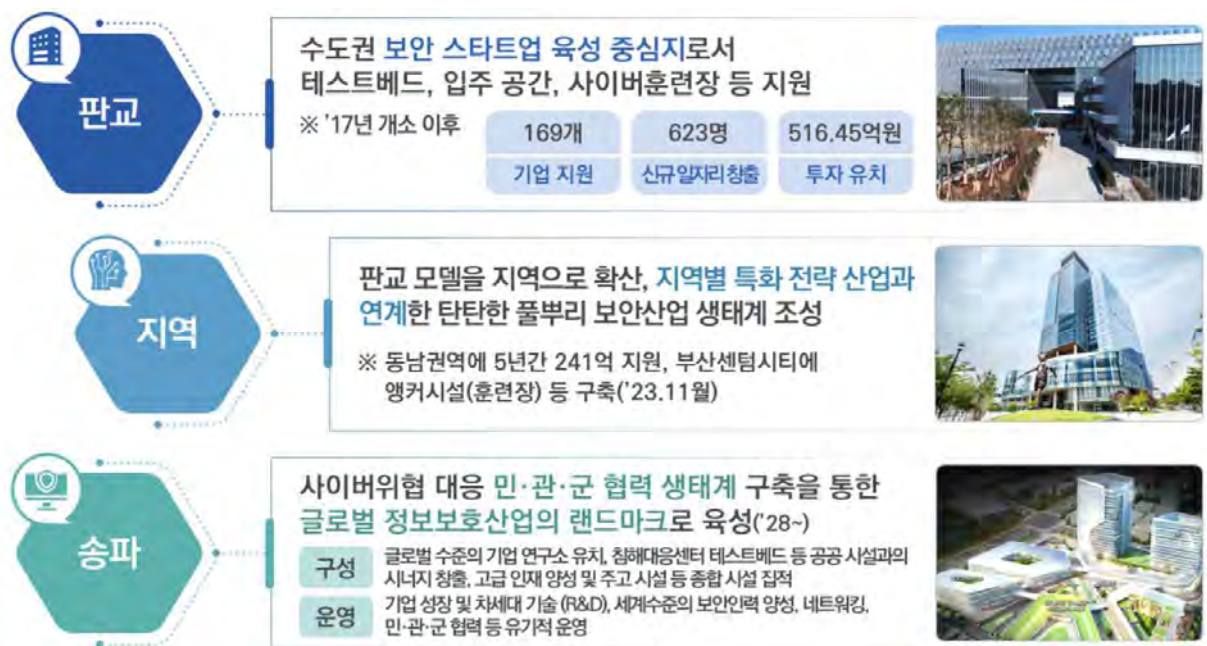 판교
수도권 보안 스타트업 육성 중심지로서
테스트베드, 입주 공간, 사이버훈련장 등 지원
※ '17년 개소 이후
169개
623명
516.45억원
기업 지원
신규일자리창출
투자 유치
지역
판교 모델을 지역으로 확산, 지역별 특화 전략 산업과
연계한 탄탄한 풀뿌리 보안산업 생태계 조성
※ 동남권역에 5년간 241억 지원, 부산센텀시티에
앵커시설(훈련장) 등 구축('23.11월)
송파
사이버위협 대응 민·관·군 협력 생태계 구축을 통한
글로벌 정보보호산업의 랜드마크로 육성('28~)
구성
글로벌 수준의 기업 연구소 유치, 침해대응센터 테스트베드 등 공공 시설과의
시너지 창출, 고급 인재 양성 및 주고 시설 등 종합 시설 집적
운영
기업 성장 및 차세대 기술 (R&D), 세계수준의 보안인력 양성, 네트워킹,
민·관·군 협력 등 유기적 운영